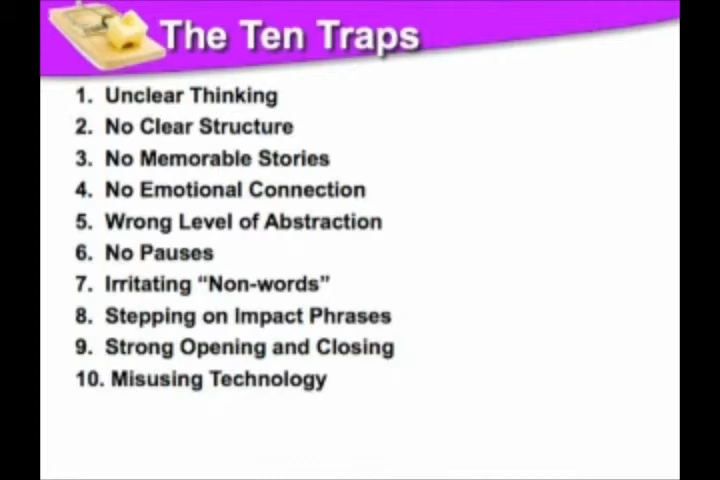 The Ten Traps
1. Unclear Thinking
2. No Clear Structure
3. No Memorable Stories
4. No Emotional Connection
5. Wrong Level of Abstraction
6. No Pauses
7. Irritating “Non-words”
8. Stepping on Impact Phrases
9. Strong Opening and Closing
10. Misusing Technology